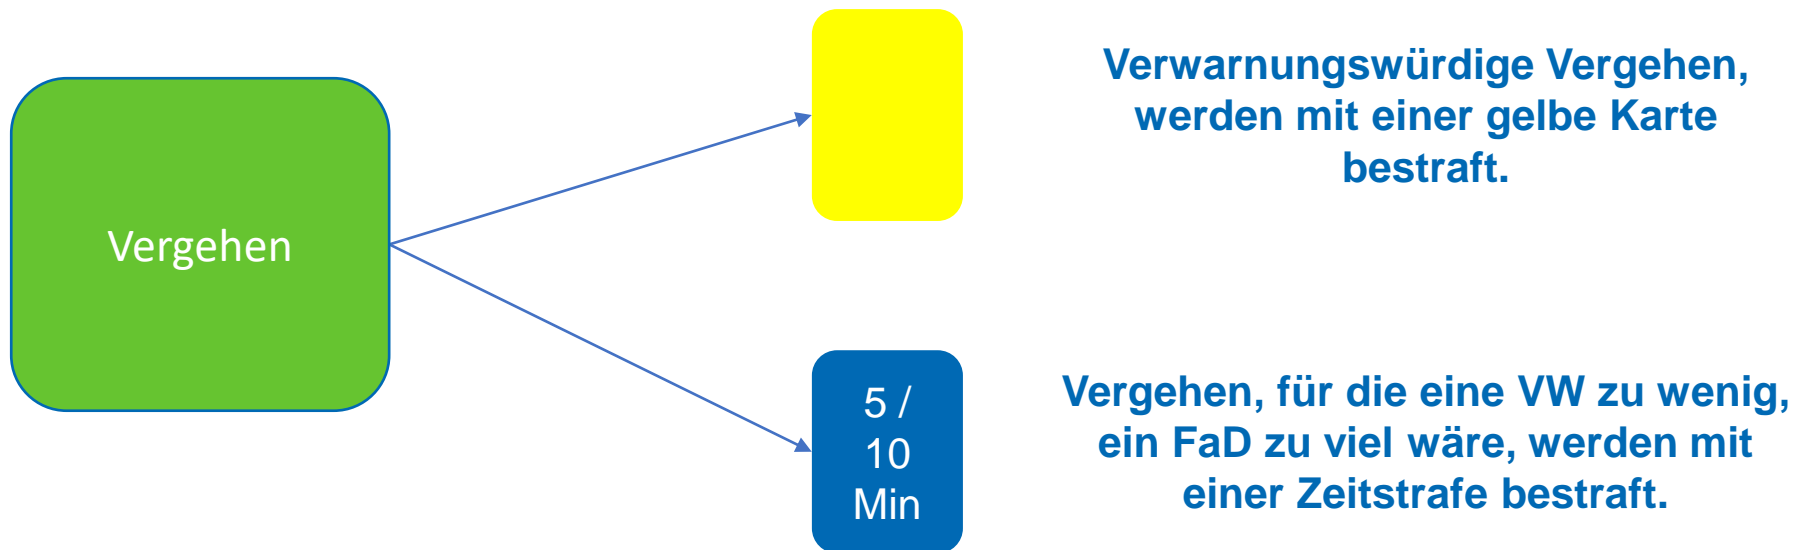 Verwarnungswürdige Vergehen,
werden mit einer gelbe Karte
bestraft.
Vergehen
5 /
10
Min
Vergehen, für die eine VW zu wenig,
ein FaD zu viel wäre, werden mit
einer Zeitstrafe bestraft.